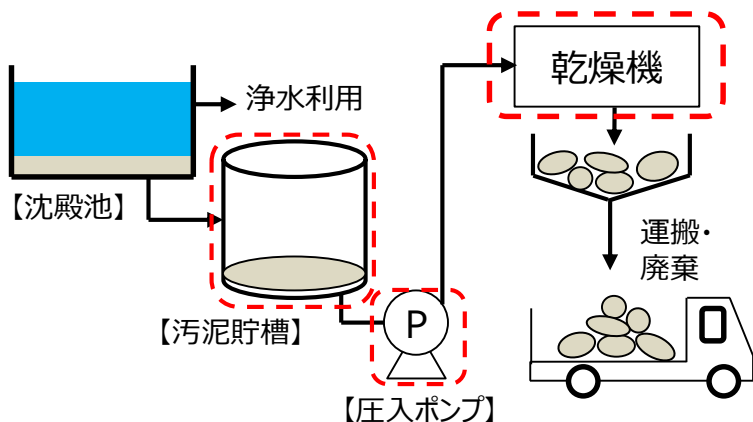 乾燥機
浄水利用
【沈殿池】
運搬・
廃棄
【汚泥貯槽】
P
【圧入ポンプ】